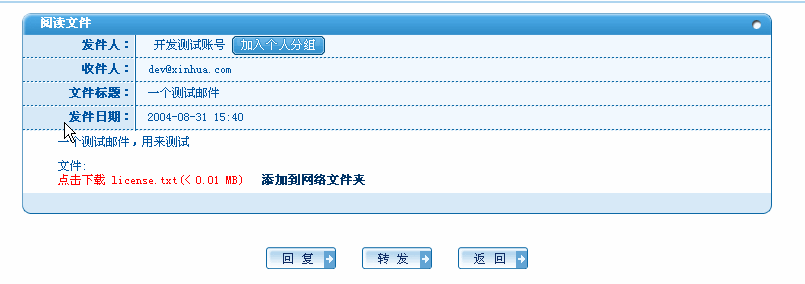 阅读文件
发件人： 开发测试账号 加入个人分组
收件人： dev@xinhua.com
文件标题： 一个测试邮件
发件日期： 2004-08-31 15:40
一个测试邮件，用来测试
文件:
点击下载 license.txt(< 0.01 MB) 添加到网络文件夹
回 复 转 发 返 回